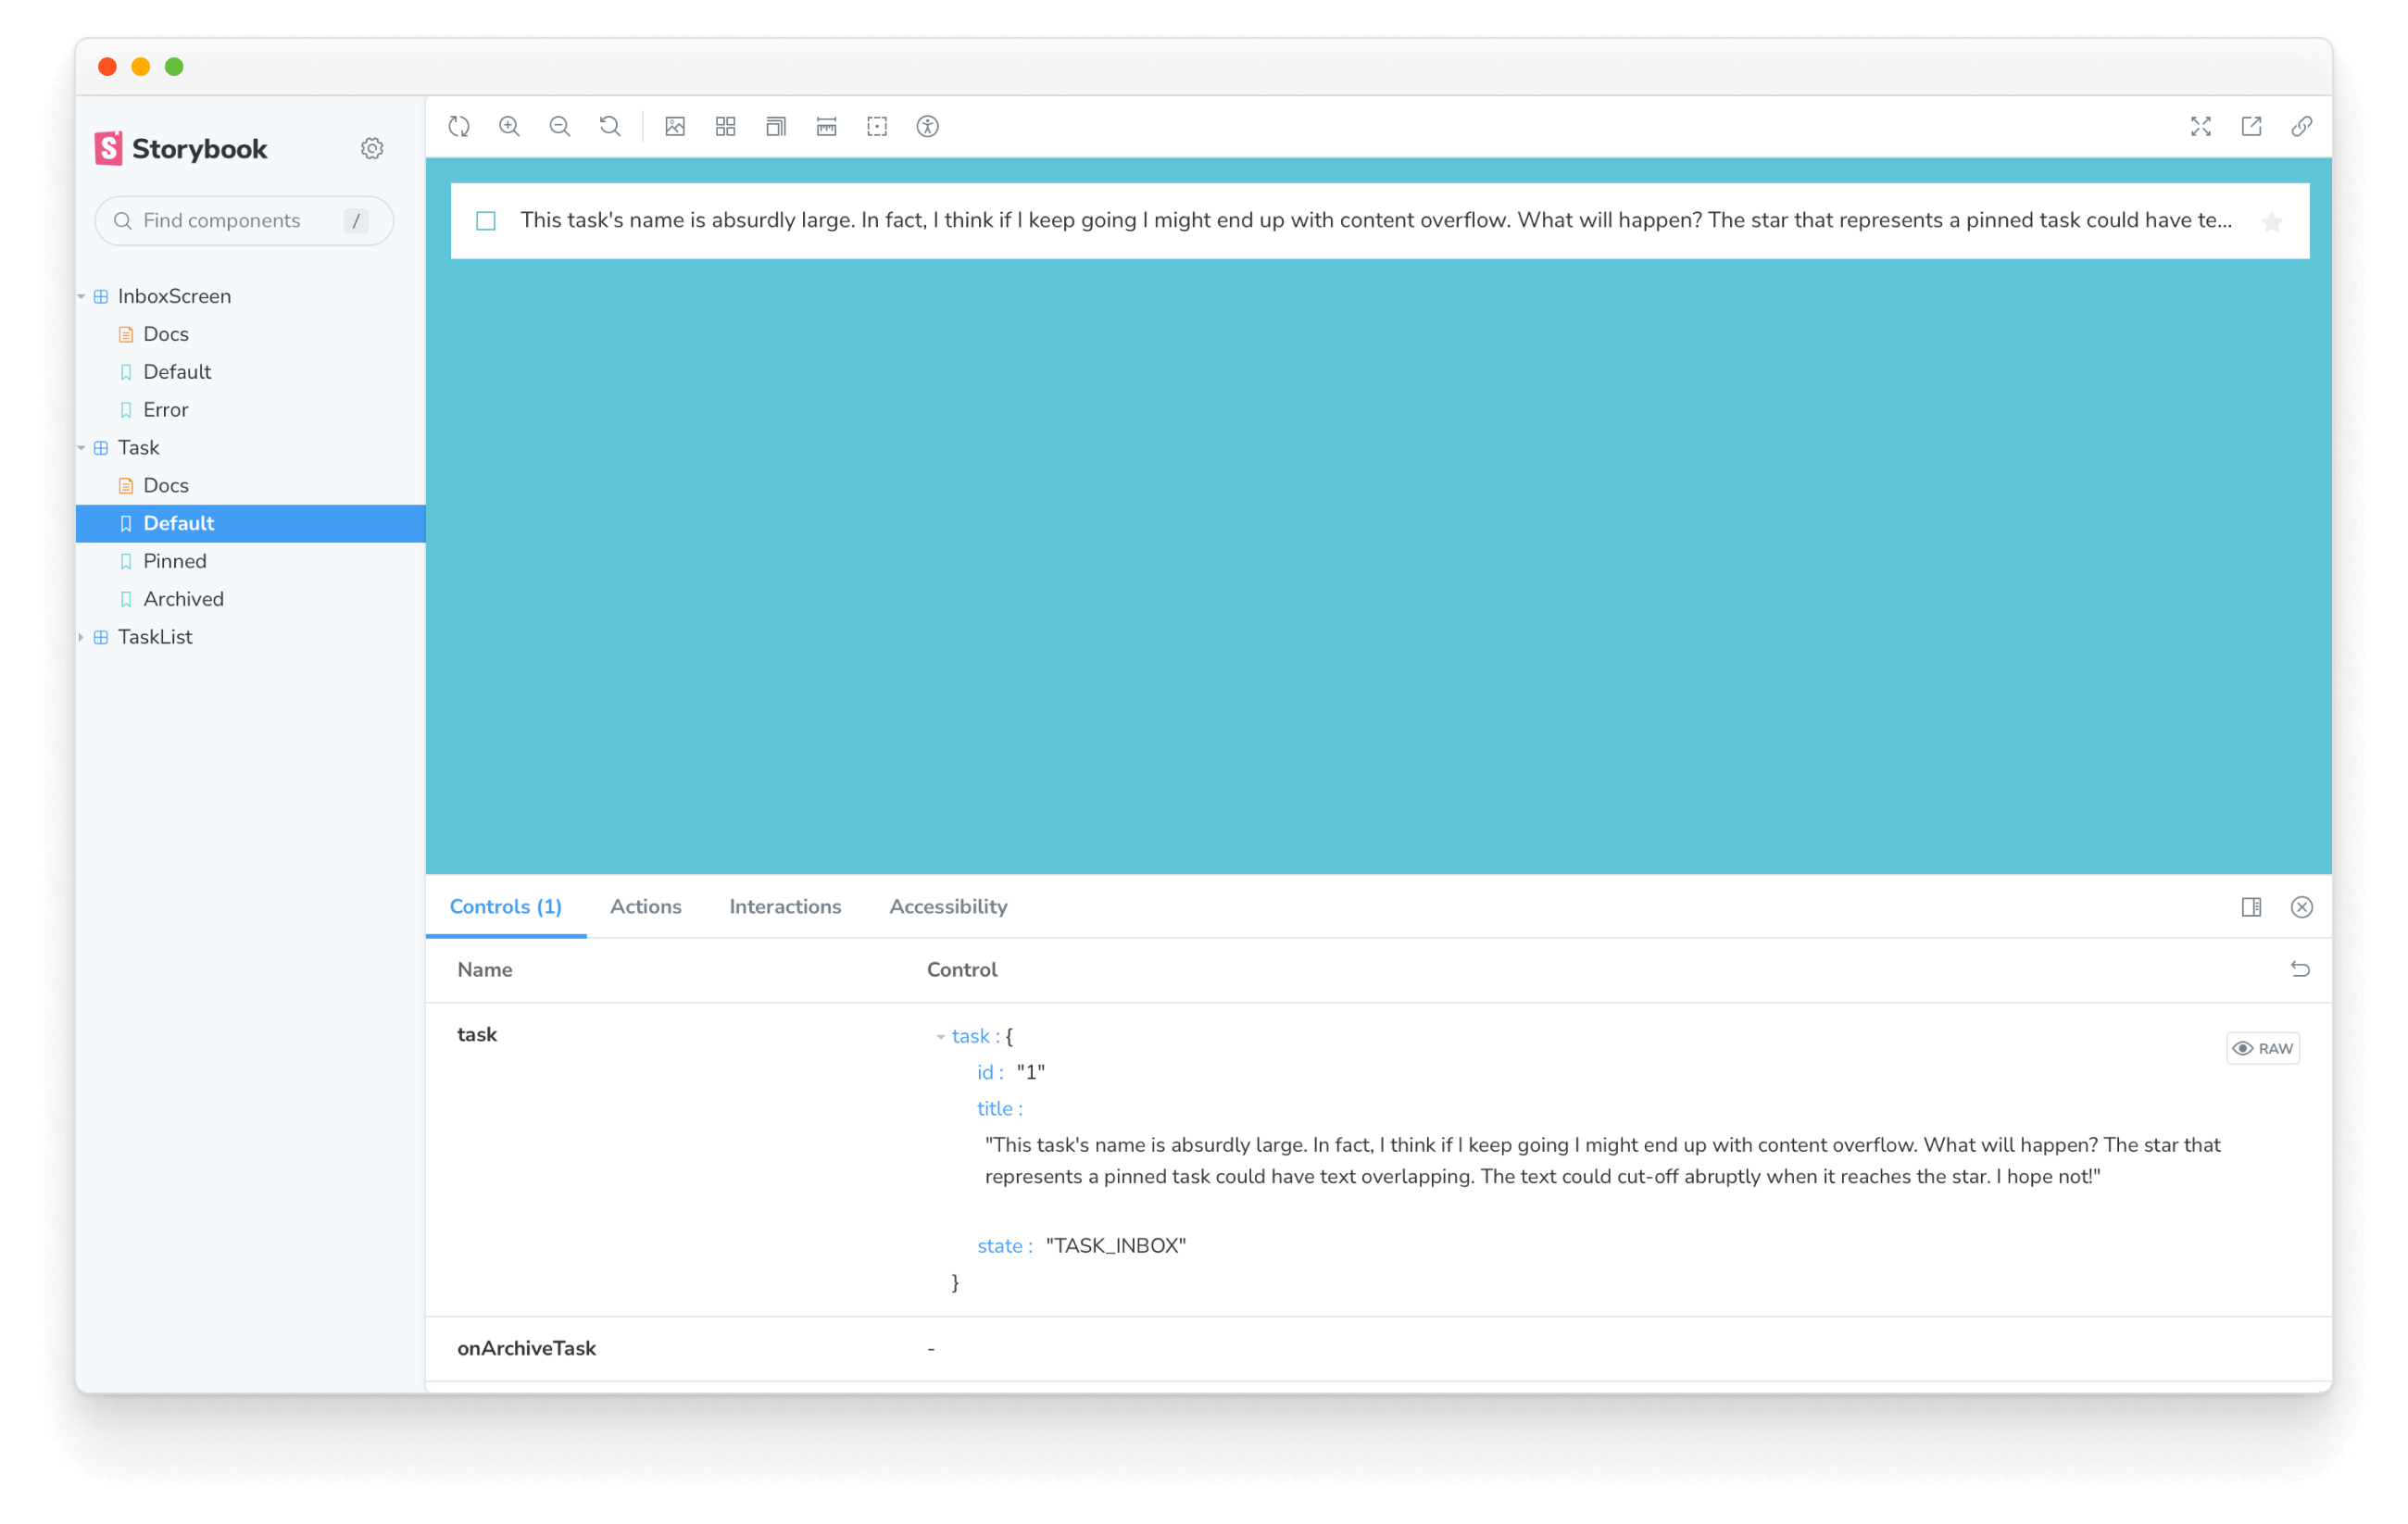 Storybook
Find components /
InboxScreen
Docs
Default
Error
Task
Docs
Default
Pinned
Archived
TaskList
This task's name is absurdly large. In fact, I think if I keep going I might end up with content overflow. What will happen? The star that represents a pinned task could have te...
Controls (1) Actions Interactions Accessibility
Name Control
task
task : {
RAW
id : "1"
title :
"This task's name is absurdly large. In fact, I think if I keep going I might end up with content overflow. What will happen? The star that
represents a pinned task could have text overlapping. The text could cut-off abruptly when it reaches the star. I hope not!"
state : "TASK_INBOX"
}
onArchiveTask -